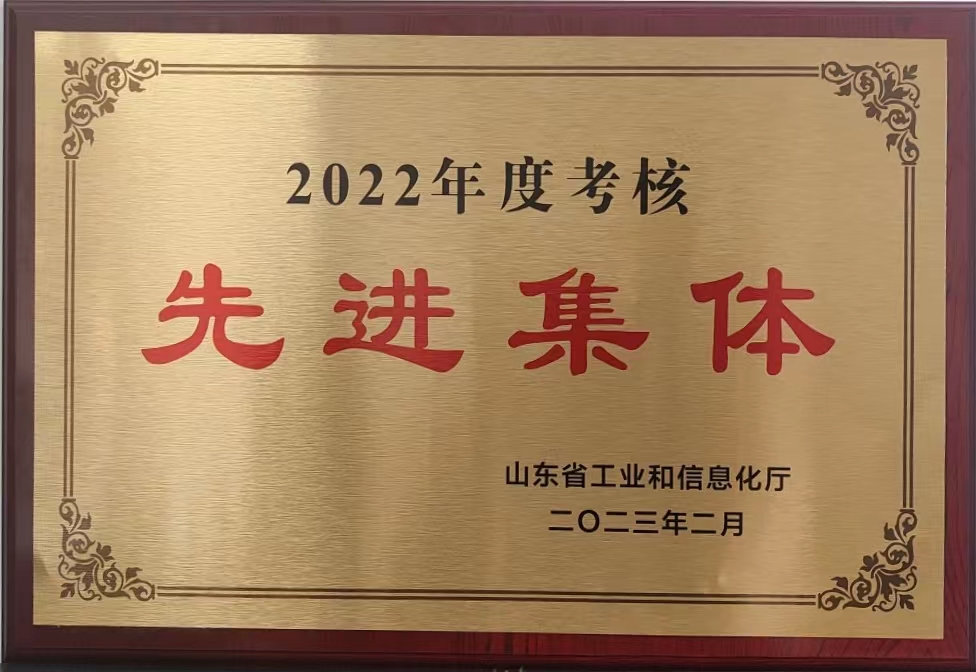 2022年度考核
先进集体
山东省工业和信息化厅
二〇二三年二月